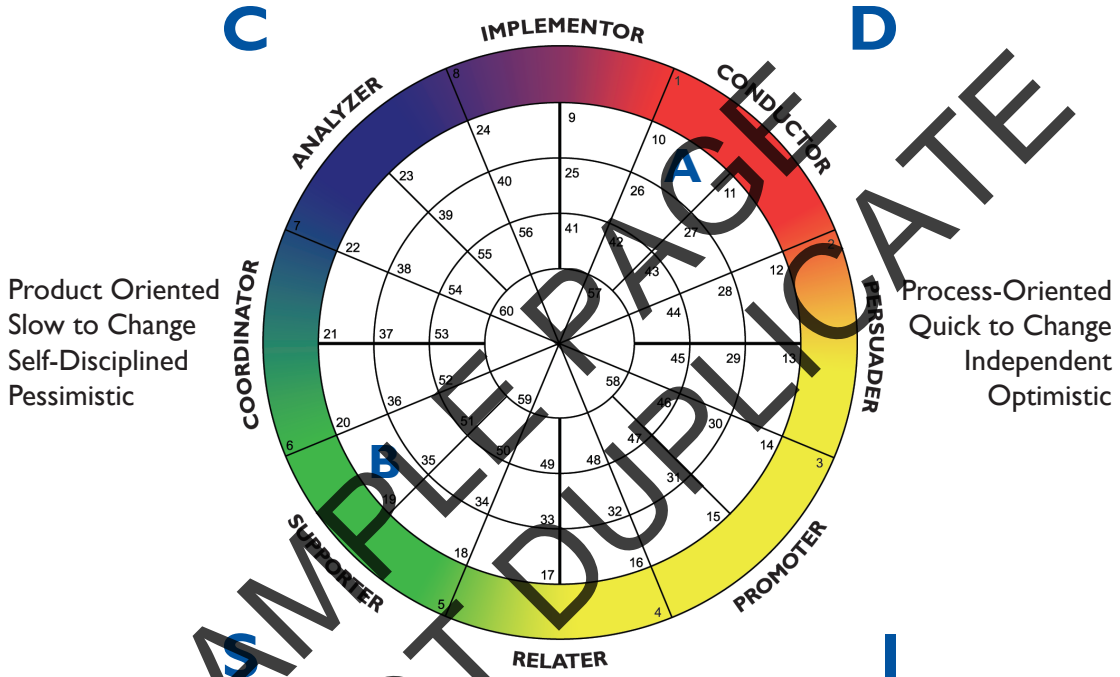 C
D
IMPLEMENTOR
CONDUCTOR
ANALYZER
COORDINATOR
PERSUADER
SUPPORTER
PROMOTER
RELATER
S
I
A
B
Product Oriented
Slow to Change
Self-Disciplined
Pessimistic
Process-Oriented
Quick to Change
Independent
Optimistic
8
1
7
2
6
3
5
4
9
24
10
23
11
22
12
21
13
20
14
19
15
18
16
17
25
40
26
39
27
38
28
37
29
36
30
35
31
34
32
33
41
56
42
55
43
54
44
53
45
52
46
51
47
50
48
49
57
60
58
59
AMPLE PAGE
T DUPLICATE